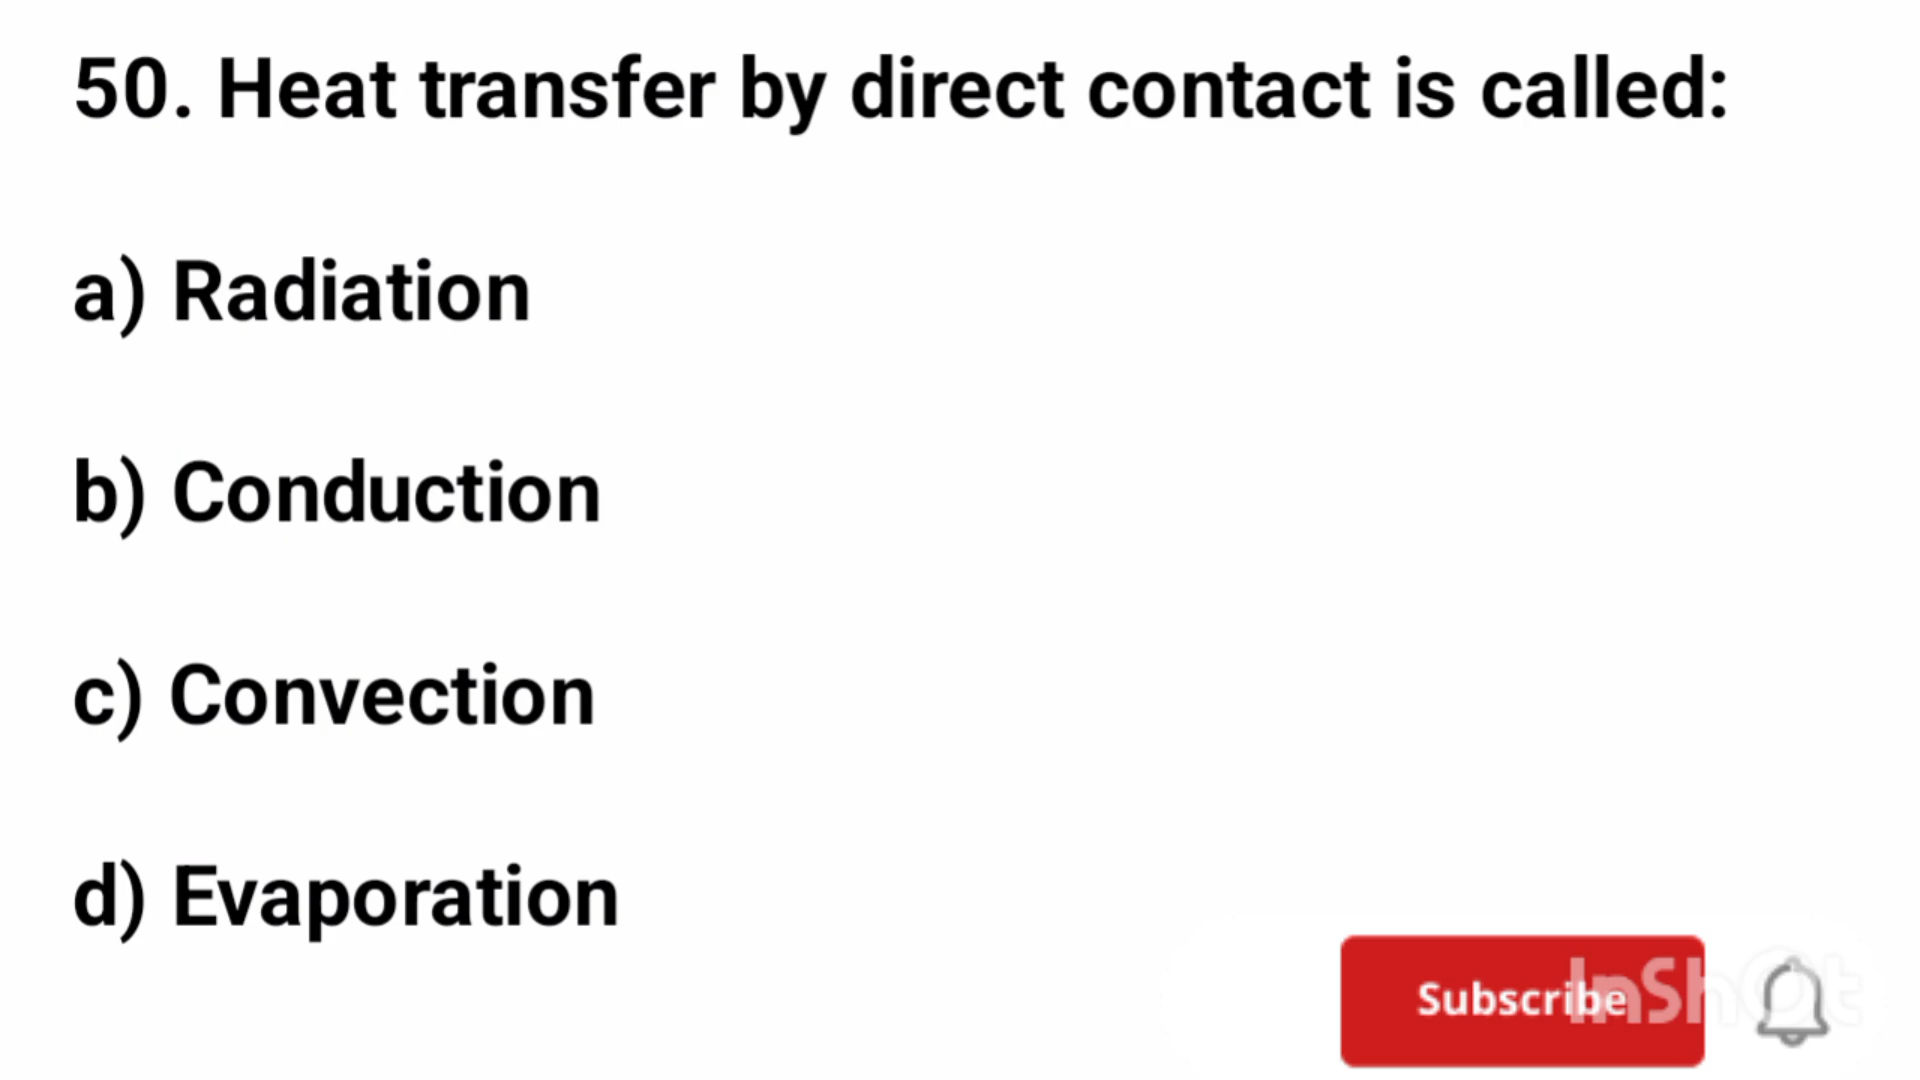 50. Heat transfer by direct contact is called:
a) Radiation
b) Conduction
c) Convection
d) Evaporation
Subscribe
InShOt